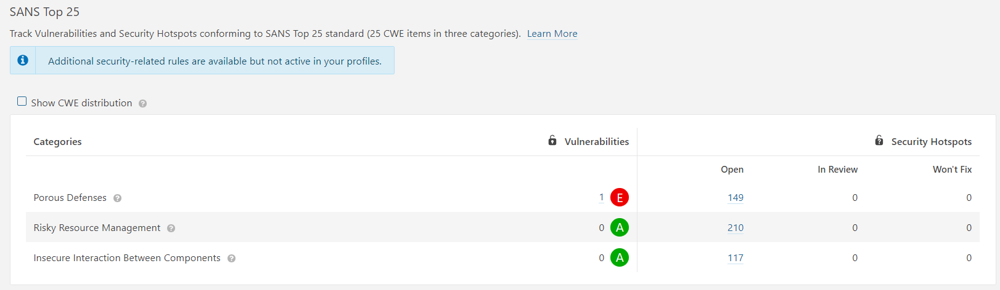 SANS Top 25
Track Vulnerabilities and Security Hotspots conforming to SANS Top 25 standard (25 CWE items in three categories). Learn More
Additional security-related rules are available but not active in your profiles.
Show CWE distribution ?
Categories Vulnerabilities Security Hotspots
Open In Review Won't Fix
Porous Defenses ? 1 E 149 0 0
Risky Resource Management ? 0 A 210 0 0
Insecure Interaction Between Components ? 0 A 117 0 0